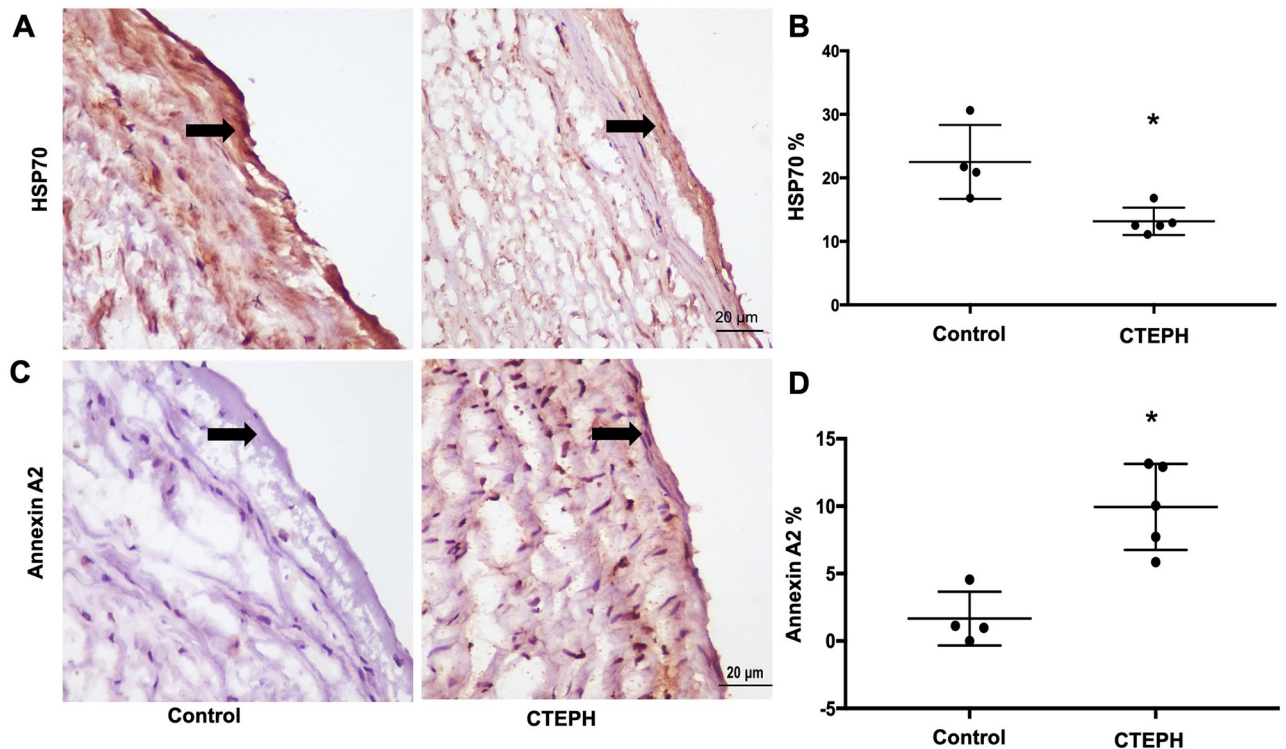 A
HSP70
20 µm
B
HSP70 %
40
30
20
10
0
*
Control
CTEPH
C
Annexin A2
20 µm
Control
CTEPH
D
Annexin A2 %
15
10
5
0
-5
*
Control
CTEPH